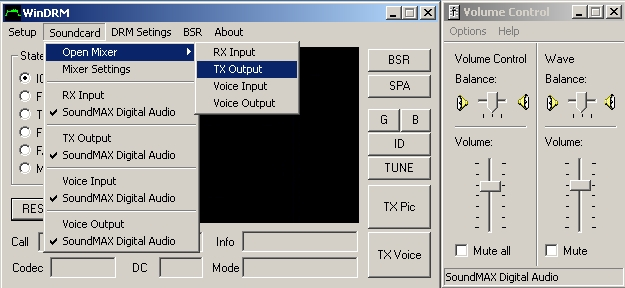 WinDRM
Setup Soundcard DRM Settings BSR About
Open Mixer
Mixer Settings
RX Input
SoundMAX Digital Audio
TX Output
SoundMAX Digital Audio
Voice Input
SoundMAX Digital Audio
Voice Output
SoundMAX Digital Audio
RX Input
TX Output
Voice Input
Voice Output
State
IO
F
T
F
FA
M
RES
BSR
SPA
G B
ID
TUNE
TX Pic
TX Voice
Call
Info
Codec
DC
Mode
Volume Control
Options Help
Volume Control
Balance:
Volume:
Mute all
Wave
Balance:
Volume:
Mute
SoundMAX Digital Audio